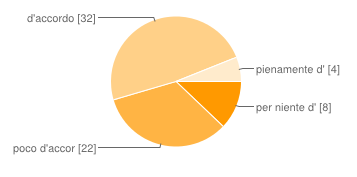 d'accordo [32]
pienamente d' [4]
per niente d' [8]
poco d'accor [22]